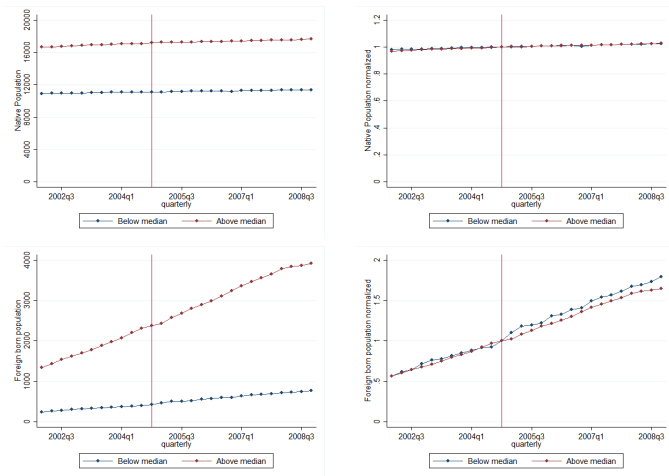 Native Population
0 4000 8000 12000 16000 20000
2002q3 2004q1 2005q3 2007q1 2008q3
quarterly
Below median Above median
Native Population normalized
0 .2 .4 .6 .8 1 1.2
2002q3 2004q1 2005q3 2007q1 2008q3
quarterly
Below median Above median
Foreign born population
0 1000 2000 3000 4000
2002q3 2004q1 2005q3 2007q1 2008q3
quarterly
Below median Above median
Foreign born population normalized
0 .5 1 1.5 2
2002q3 2004q1 2005q3 2007q1 2008q3
quarterly
Below median Above median